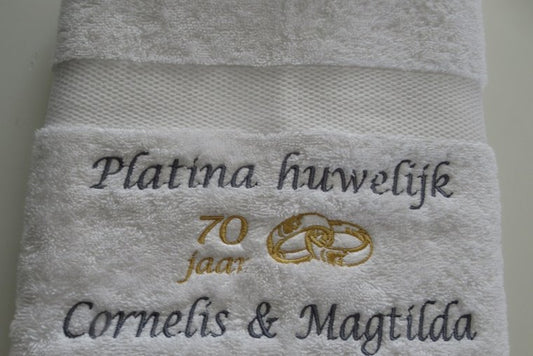 Platina huwelijk
70
jaar
Cornelis & Magtilda